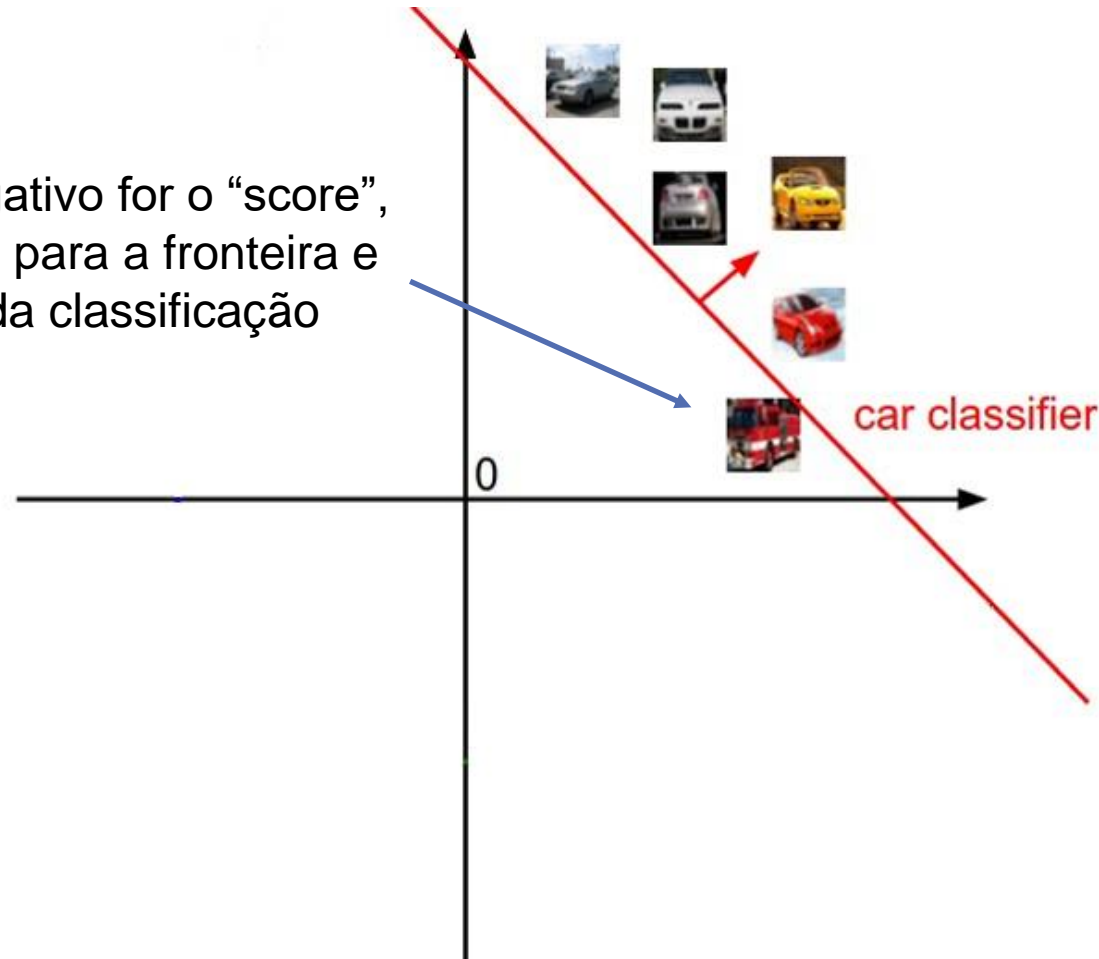 ativo for o “score”,
para a fronteira e
da classificação
car classifier
0